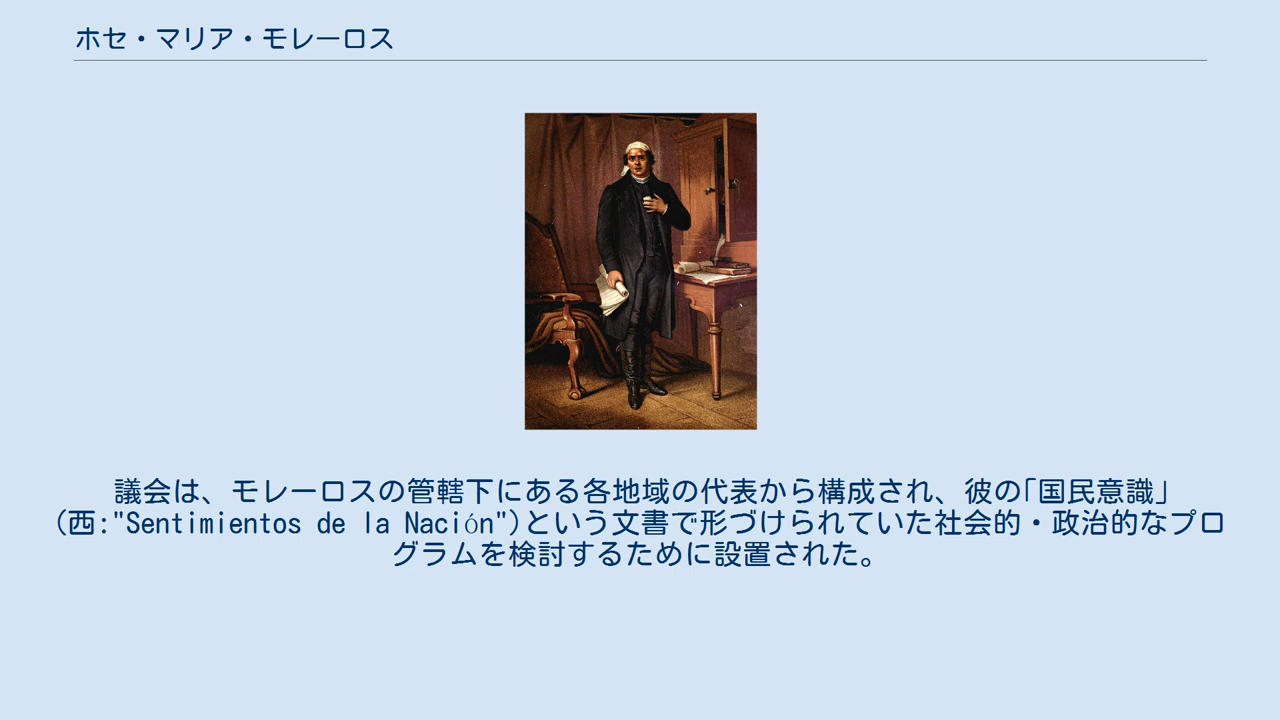 ホセ・マリア・モレーロス
議会は、モレーロスの管轄下にある各地域の代表から構成され、彼の「国民意識」
(西:"Sentimientos de la Nación")という文書で形づけられていた社会的・政治的なプロ
グラムを検討するために設置された。